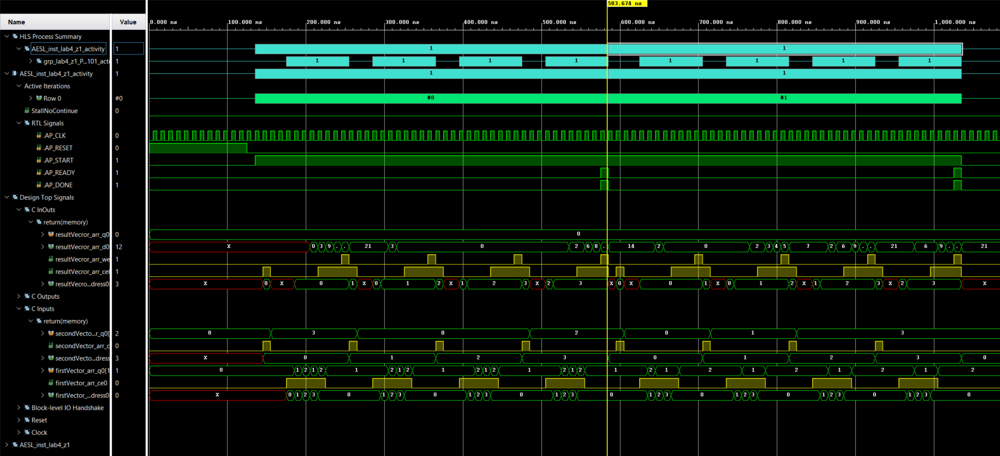 583.674 ns
Name Value 0.000 ns 100.000 ns 200.000 ns 300.000 ns 400.000 ns 500.000 ns 600.000 ns 700.000 ns 800.000 ns 900.000 ns 1,000.000 ns
HLS Process Summary
AESL_inst_lab4_z1_activity 1 1 1
grp_lab4_z1_P...101_acti 1 1 1 1 1 1 1 1 1
AESL_inst_lab4_z1_activity 1 1 1
Active Iterations
Row 0 #0 #0 #1
StallNoContinue 0
RTL Signals
.AP_CLK 0
.AP_RESET 0
.AP_START 1
.AP_READY 1
.AP_DONE 1
Design Top Signals
C InOuts
return(memory)
resultVecror_arr_q0 0 0
resultVecror_arr_d0 12 X 0 3 9 . . 21 3 0 2 6 8 . 14 2 0 2 3 4 5 7 2 6 9 . . 21 6 9 . . 21
resultVecror_arr_we 1
resultVecror_arr_ce0 1
resultVecro...dress0 3 X 0 X 0 1 X 0 1 2 X 1 2 3 X 2 3 X 0 X 0 1 X 0 1 2 X 1 2 3 X 2 3 X
C Outputs
C Inputs
return(memory)
secondVecto...r_q0[ 2 0 3 0 2 0 1 3
secondVector_arr_c 0
secondVecto...dress 3 X 0 1 2 3 0 1 2 3 0
firstVector_arr_q0[1 1 0 1 2 1 2 1 2 1 2 1 2 1 2 1 2 1 2 1 2 1 2 1 2 1 2 1 2 1 2
firstVector_arr_ce0 0
firstVector_...dress0 0 X 0 1 2 3 0 1 2 3 0 1 2 3 0 1 2 3 0 1 2 3 0 1 2 3 0 1 2 3 0 1 2 3 0
Block-level IO Handshake
Reset
Clock
AESL_inst_lab4_z1